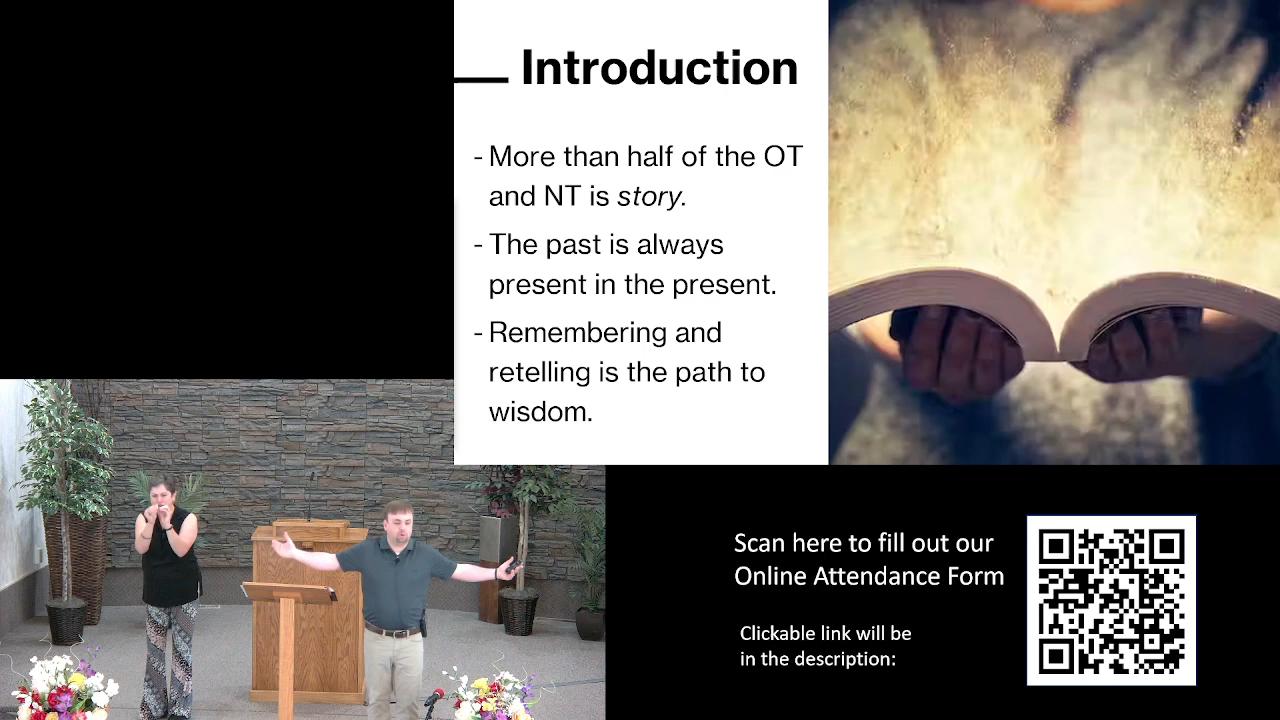 Introduction
- More than half of the OT
and NT is story.
- The past is always
present in the present.
- Remembering and
retelling is the path to
wisdom.
Scan here to fill out our
Online Attendance Form
Clickable link will be
in the description: